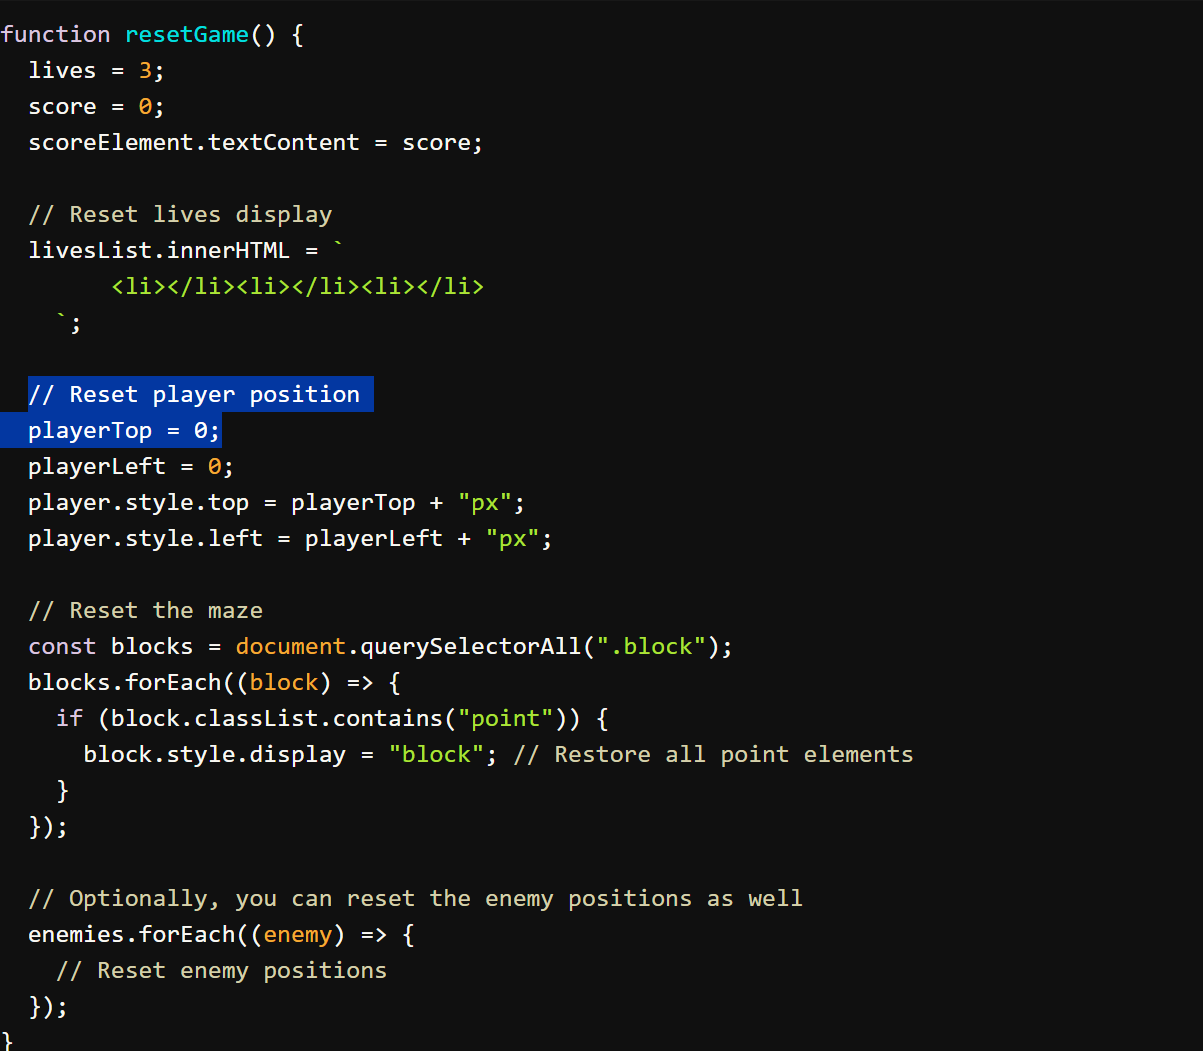 function resetGame() {
  lives = 3;
  score = 0;
  scoreElement.textContent = score;

  // Reset lives display
  livesList.innerHTML = `
        <li></li><li></li><li></li>
    `;

  // Reset player position
  playerTop = 0;
  playerLeft = 0;
  player.style.top = playerTop + "px";
  player.style.left = playerLeft + "px";

  // Reset the maze
  const blocks = document.querySelectorAll(".block");
  blocks.forEach((block) => {
    if (block.classList.contains("point")) {
      block.style.display = "block"; // Restore all point elements
    }
  });

  // Optionally, you can reset the enemy positions as well
  enemies.forEach((enemy) => {
    // Reset enemy positions
  });
}